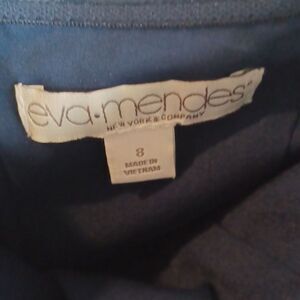 eva·mendes
NEW YORK & COMPANY
8
MADE IN
VIETNAM